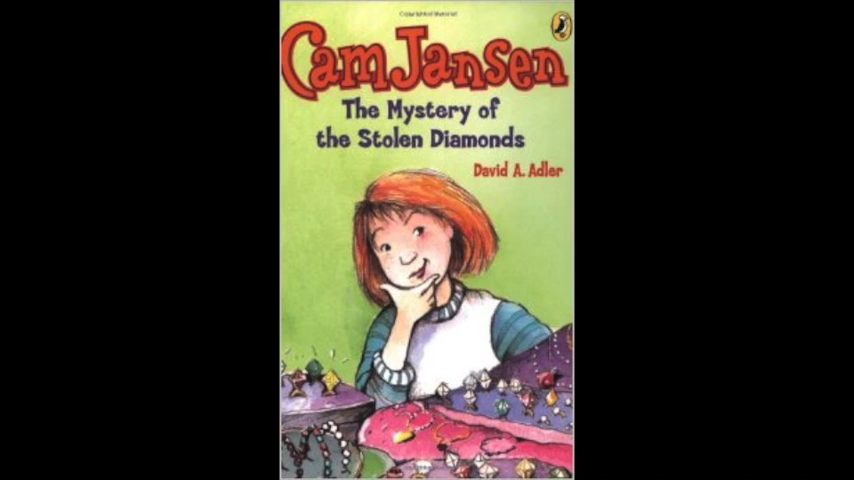 Cam Jansen
The Mystery of
the Stolen Diamonds
David A. Adler